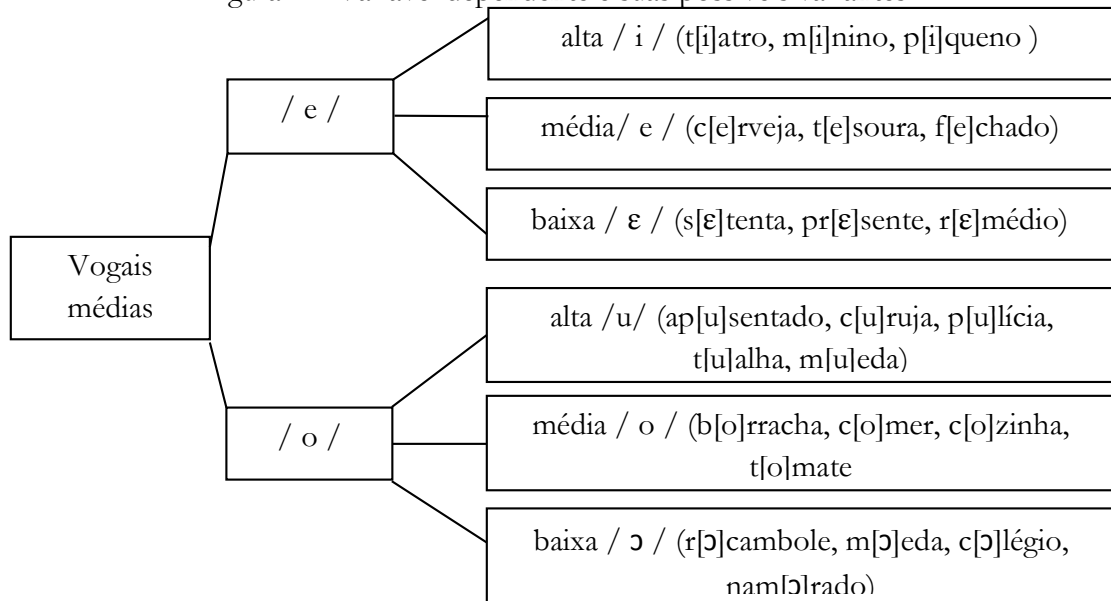 alta / i / (t[i]atro, m[i]nino, p[i]queno )
/ e /
média/ e / (c[e]rveja, t[e]soura, f[e]chado)
baixa / ɛ / (s[ɛ]tenta, pr[ɛ]sente, r[ɛ]médio)
Vogais
médias
alta /u/ (ap[u]sentado, c[u]ruja, p[u]lícia,
t[u]alha, m[u]eda)
/ o /
média / o / (b[o]rracha, c[o]mer, c[o]zinha,
t[o]mate
baixa / ɔ / (r[ɔ]cambole, m[ɔ]eda, c[ɔ]légio,
nam[ɔ]rado)